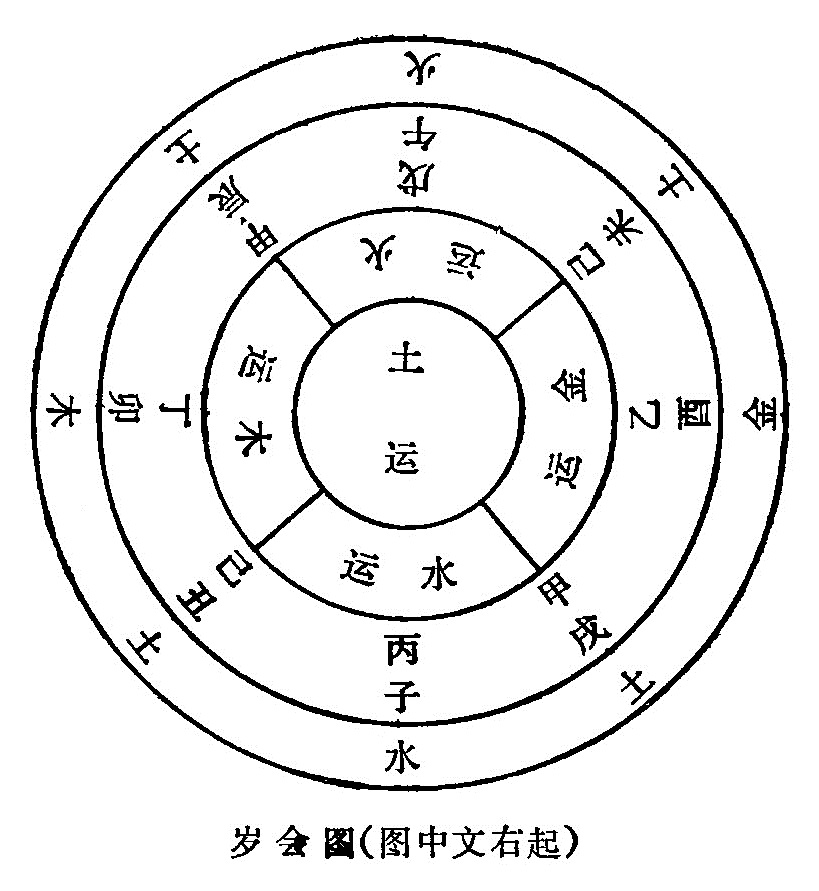 火
土
金
土
水
土
木
土
戊午
己未
乙酉
甲戌
丙子
己丑
丁卯
甲辰
火运
金运
水运
木运
土运
岁会图(图中文右起)